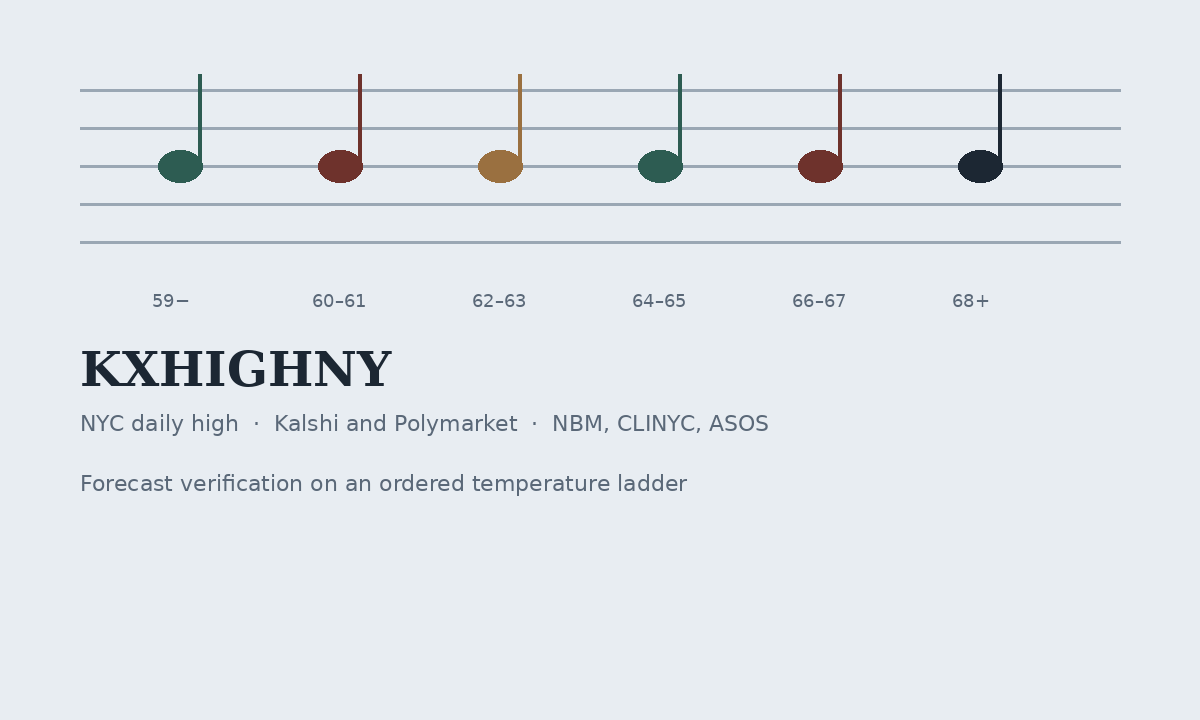 59− 60–61 62–63 64–65 66–67 68+
KXHIGHNY
NYC daily high · Kalshi and Polymarket · NBM, CLINYC, ASOS
Forecast verification on an ordered temperature ladder